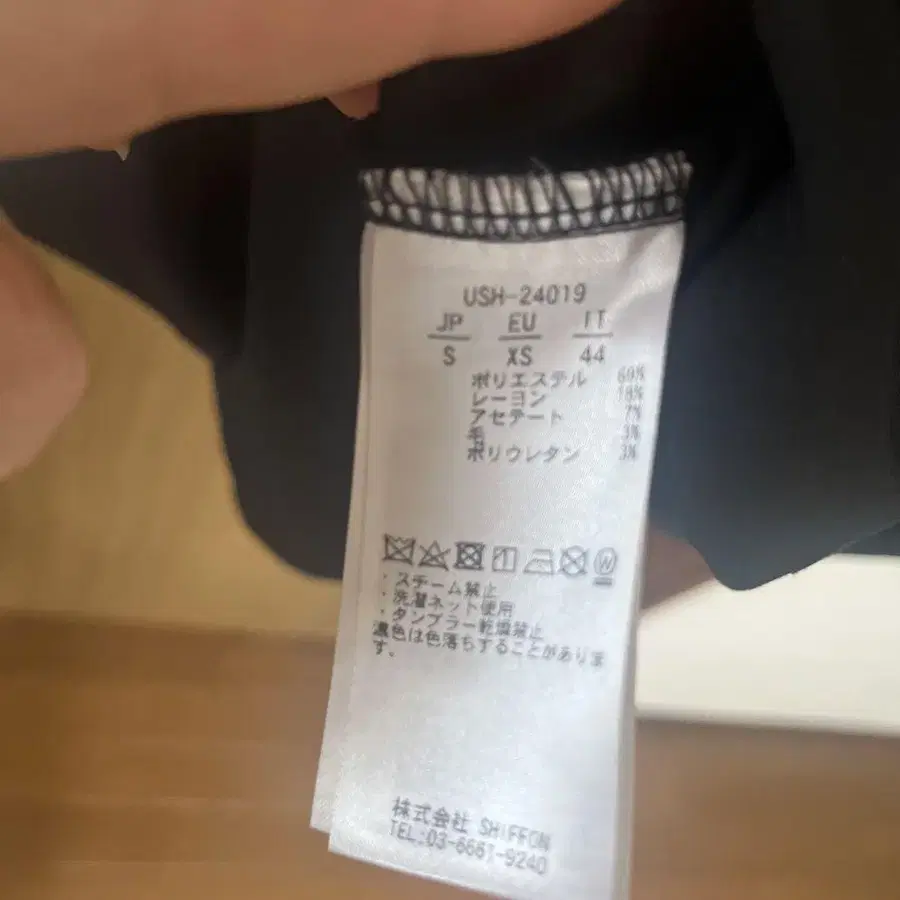 USH-24019
JP EU IT
S XS 44
ポリエステル 69%
レーヨン 18%
アセテート 7%
毛 3%
ポリウレタン 3%
W
・スチーム禁止
・洗濯ネット使用
・タンブラー乾燥禁止
濃色は色落ちすることがありま
す。
株式会社 SHIFFON
TEL:03-6661-9240